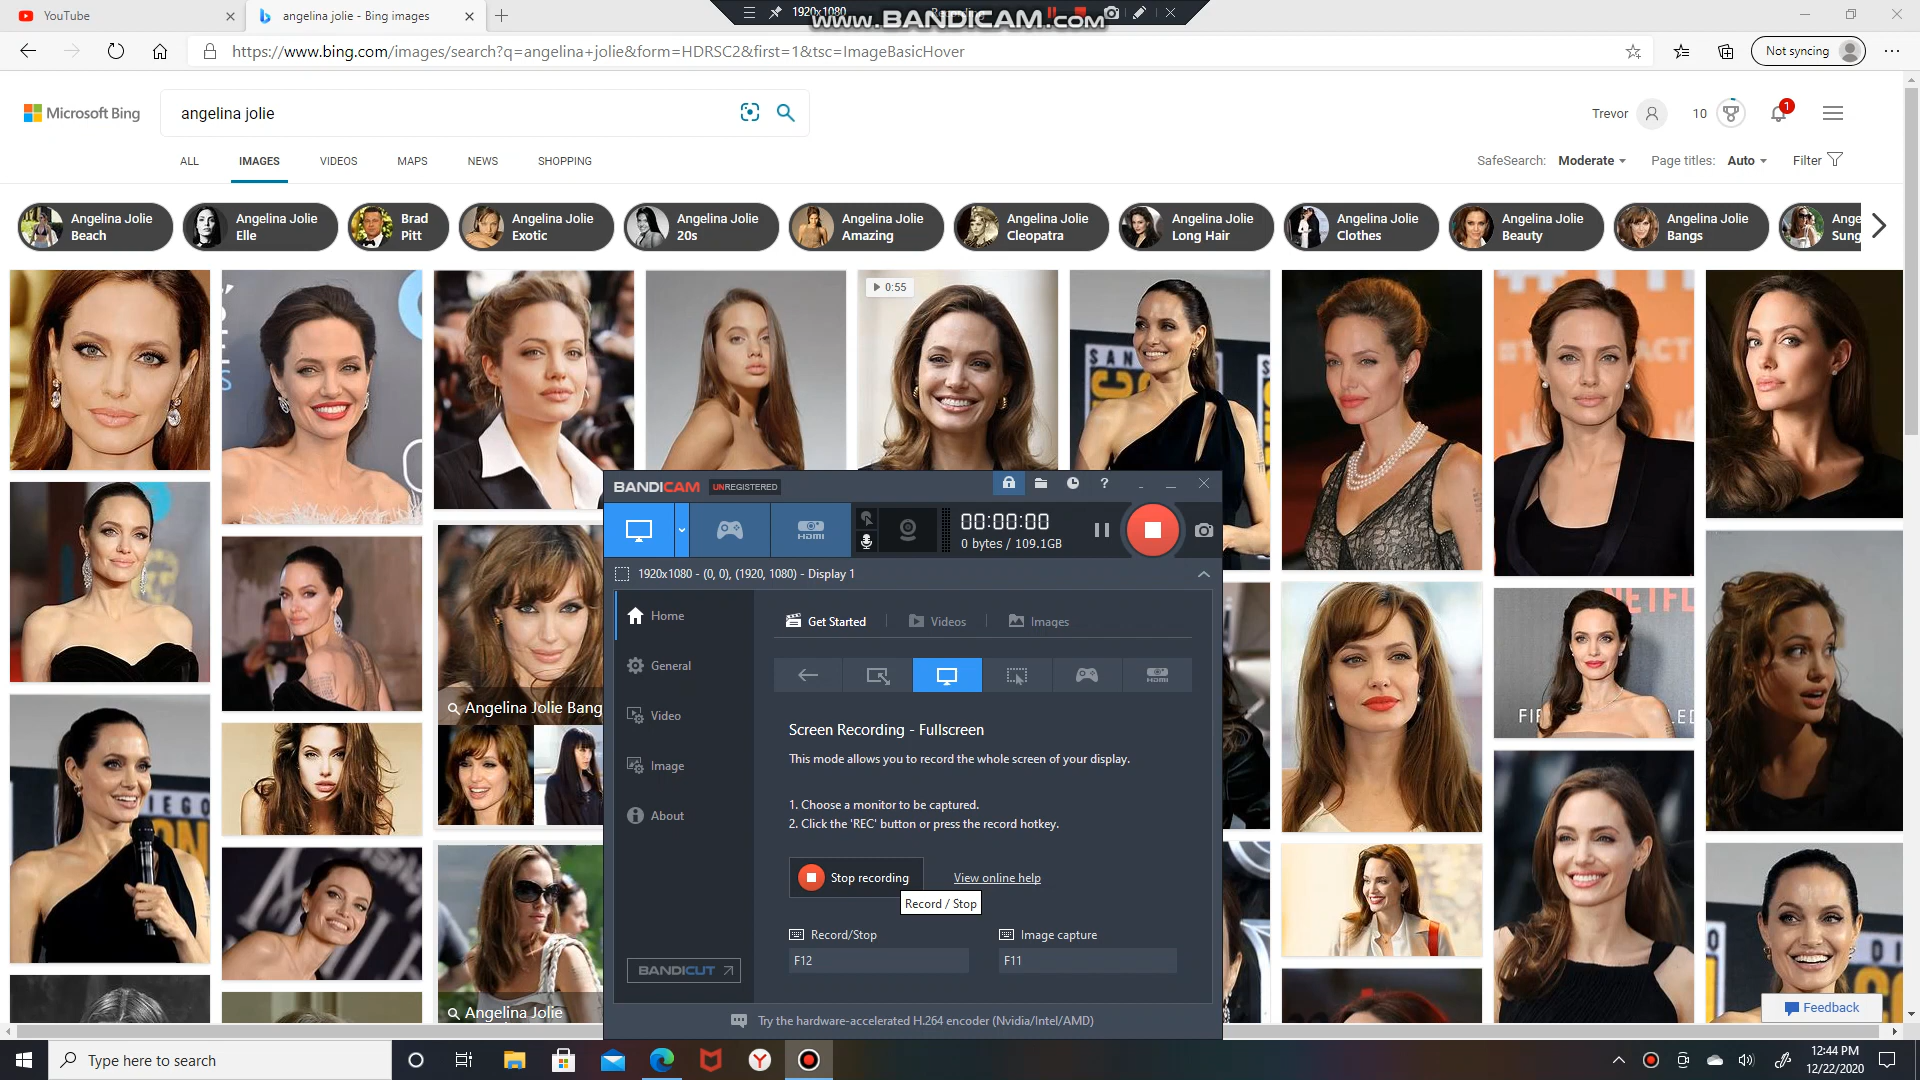 YouTube
angelina jolie - Bing images
1920x1080
www.BANDICAM.com
https://www.bing.com/images/search?q=angelina+jolie&form=HDRSC2&first=1&tsc=ImageBasicHover
Not syncing
Microsoft Bing
angelina jolie
Trevor
10
1
ALL
IMAGES
VIDEOS
MAPS
NEWS
SHOPPING
SafeSearch: Moderate
Page titles: Auto
Filter
Angelina Jolie
Beach
Angelina Jolie
Elle
Brad
Pitt
Angelina Jolie
Exotic
Angelina Jolie
20s
Angelina Jolie
Amazing
Angelina Jolie
Cleopatra
Angelina Jolie
Long Hair
Angelina Jolie
Clothes
Angelina Jolie
Beauty
Angelina Jolie
Bangs
Ange
Sung
0:55
SAN
Angelina Jolie Bang
Angelina Jolie
IEGO
NETFL
FI
LED
BANDICAM UNREGISTERED
?
HDMI
00:00:00
0 bytes / 109.1GB
1920x1080 - (0, 0), (1920, 1080) - Display 1
Home
General
Video
Image
About
BANDICUT
Get Started
Videos
Images
HDMI
Screen Recording - Fullscreen
This mode allows you to record the whole screen of your display.
1. Choose a monitor to be captured.
2. Click the 'REC' button or press the record hotkey.
Stop recording
View online help
Record / Stop
Record/Stop
Image capture
F12
F11
Try the hardware-accelerated H.264 encoder (Nvidia/Intel/AMD)
Feedback
Type here to search
12:44 PM
12/22/2020